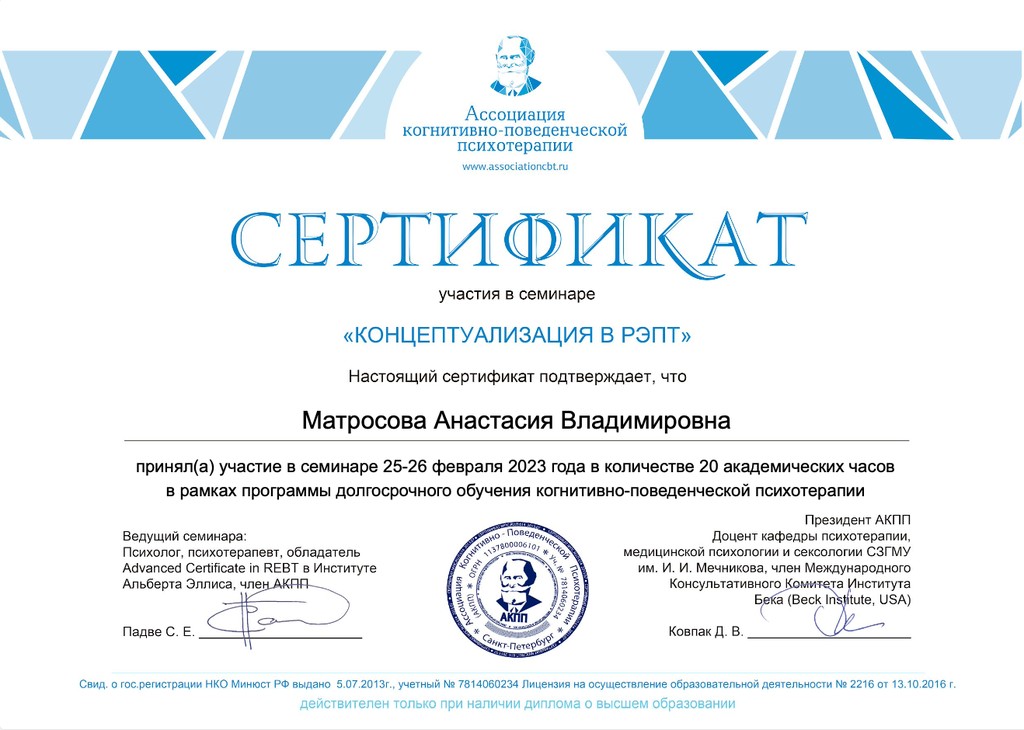 Ассоциация
когнитивно-поведенческой
психотерапии
www.associationcbt.ru
СЕРТИФИКАТ
участия в семинаре
«КОНЦЕПТУАЛИЗАЦИЯ В РЭПТ»
Настоящий сертификат подтверждает, что
Матросова Анастасия Владимировна
принял(а) участие в семинаре 25-26 февраля 2023 года в количестве 20 академических часов
в рамках программы долгосрочного обучения когнитивно-поведенческой психотерапии
Ведущий семинара:
Психолог, психотерапевт, обладатель
Advanced Certificate in REBT в Институте
Альберта Эллиса, член АКПП
Падве С. Е.
Ассоциация Когнитивно - Поведенческой Психотерапии
(АКПП) ОГРН 1137800006101 Уч. № 7814060234
АКПП
Санкт-Петербург
Президент АКПП
Доцент кафедры психотерапии,
медицинской психологии и сексологии СЗГМУ
им. И. И. Мечникова, член Международного
Консультативного Комитета Института
Бека (Beck Institute, USA)
Ковпак Д. В.
Свид. о гос.регистрации НКО Минюст РФ выдано 5.07.2013г., учетный № 7814060234 Лицензия на осуществление образовательной деятельности № 2216 от 13.10.2016 г.
действителен только при наличии диплома о высшем образовании